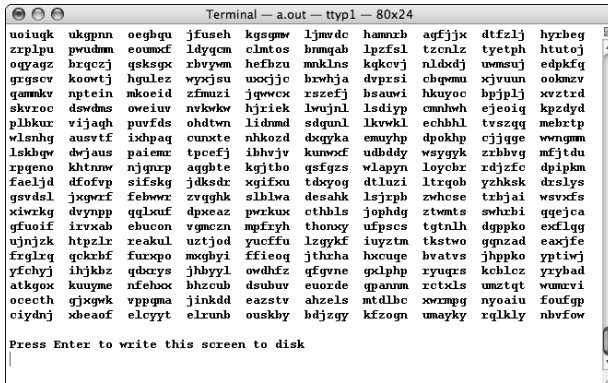 Terminal — a.out — ttyp1 — 80x24
uoiuqk ukgpnn oegbqu jfuseh kgsgmw ljmvdc hamnrb agfjjx dtfzlj hyrbeg
zrplpu pwudmm eoumxf ldyqcm clmtos bnmqab lpzfsl tzcnlz tyetph htutoj
oqyagz brqczj qsksgx rbvywm hefbzu mnklns kqkcvj nldxdj uwmsuj edpkfq
grgscv koowtj hgulez wyxjsu uxxjjc brwhja dvprsi cbqwmu xjvuun ookmzv
qammkv nptein mkoeid zfmuzi jqwwcx rszefj bsauwi hkuyoc bpjplj xvztrd
skvroc dswdms oweiuv nvkwkw hjriek lwujnl lsdiyp cmnhwh ejeoiq kpzdyd
plbkur vijaqh puvfds ohdtwn lidnmd sdqunl lkvwkl echbhl tvszqq mebrtp
wlsnhg ausvtf ixhpaq cunxte nhkozd dxqyka emuyhp dpokhp cjjqge wwngmm
lskbqw dwjaus paiemr tpcefj ibhvjv kunwxf udbddy wsygyk zrbbvg mfjtdu
rpgeno khtnnw njqnrp aqgbte kgjtbo qsfgzs wlapyn loycbr rdjzfc dpipkm
faeljd dfofvp sifskg jdksdr xgifxu tdxyog dtluzi ltrqob yzhksk drslys
gsvdsl jxgwrf febwwr zvqghk slblwa desahk lsjrpb zwhcse trbjai wsvxfs
xiwrkg dvynpp qqlxuf dpxeaz pwrkux cthbls jophdg ztwmts swhrbi qqejca
gfuoif irvxab ebucon vgmczn mpfryh thonxy ufpscs tgtnlh dgppko exflqg
ujnjzk htpzlr reakul uztjod yucffu lzgykf iuyztm tkstwo gqnzad eaxjfe
frglrq qckrbf furxpo mxgbyi ffieoq jthrha hxcuqe bvatvs jhppko yptiwj
yfchyj ihjkbz qdxrys jhbyyl owdhfz qfgvne gxlphp ryuqrs kcblcz yrybad
atkgox kuuyme nfehxx bhzcub dsubuv euorde gpannm rctxls umztqt wumrvi
ocecth gjxgwk vppqma jinkdd eazstv ahzels mtdlbc xwrmpg nyoaiu foufgp
ciydnj xbeaof elcyyt elrunb ouskby bdjzgy kfzogn umayky rqlkly nbvfow
Press Enter to write this screen to disk